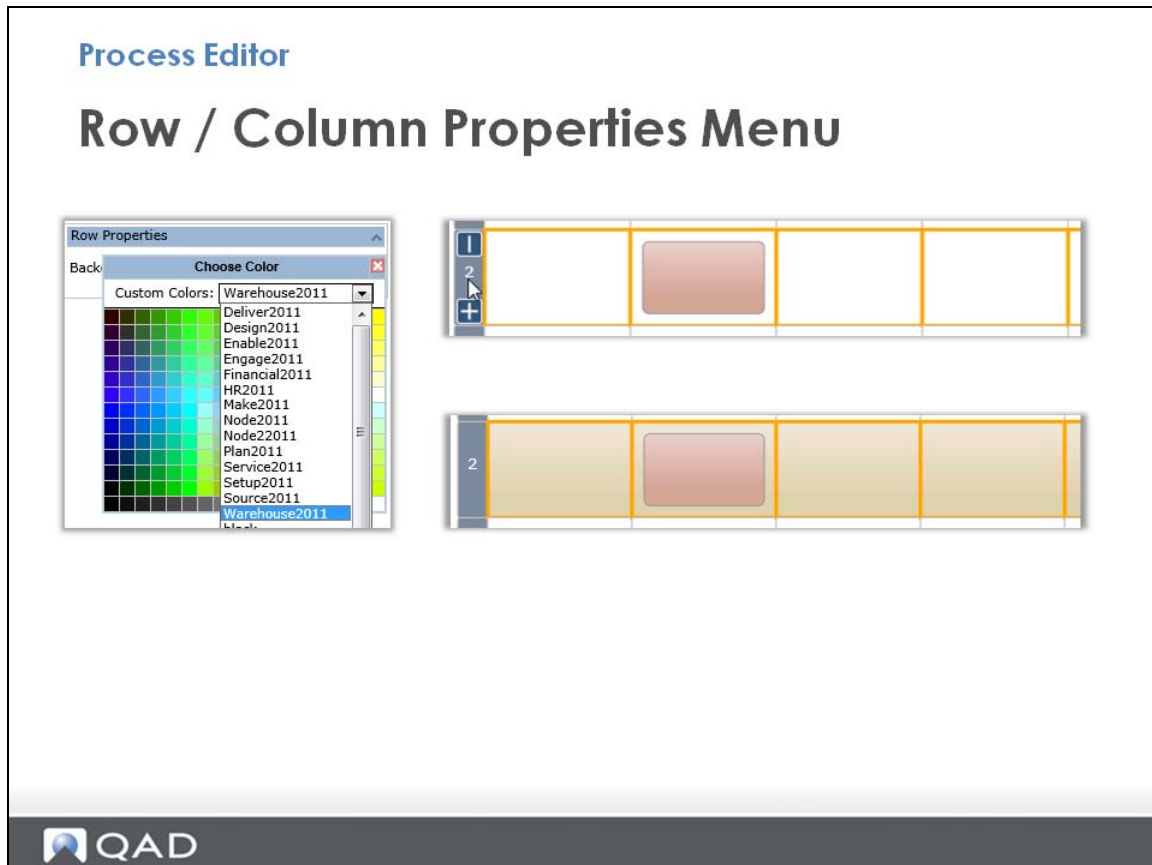 Process Editor
Row / Column Properties Menu
Row Properties
Back
Choose Color
Custom Colors: Warehouse2011
Deliver2011
Design2011
Enable2011
Engage2011
Financial2011
HR2011
Make2011
Node2011
Node22011
Plan2011
Service2011
Setup2011
Source2011
Warehouse2011
2
2
QAD